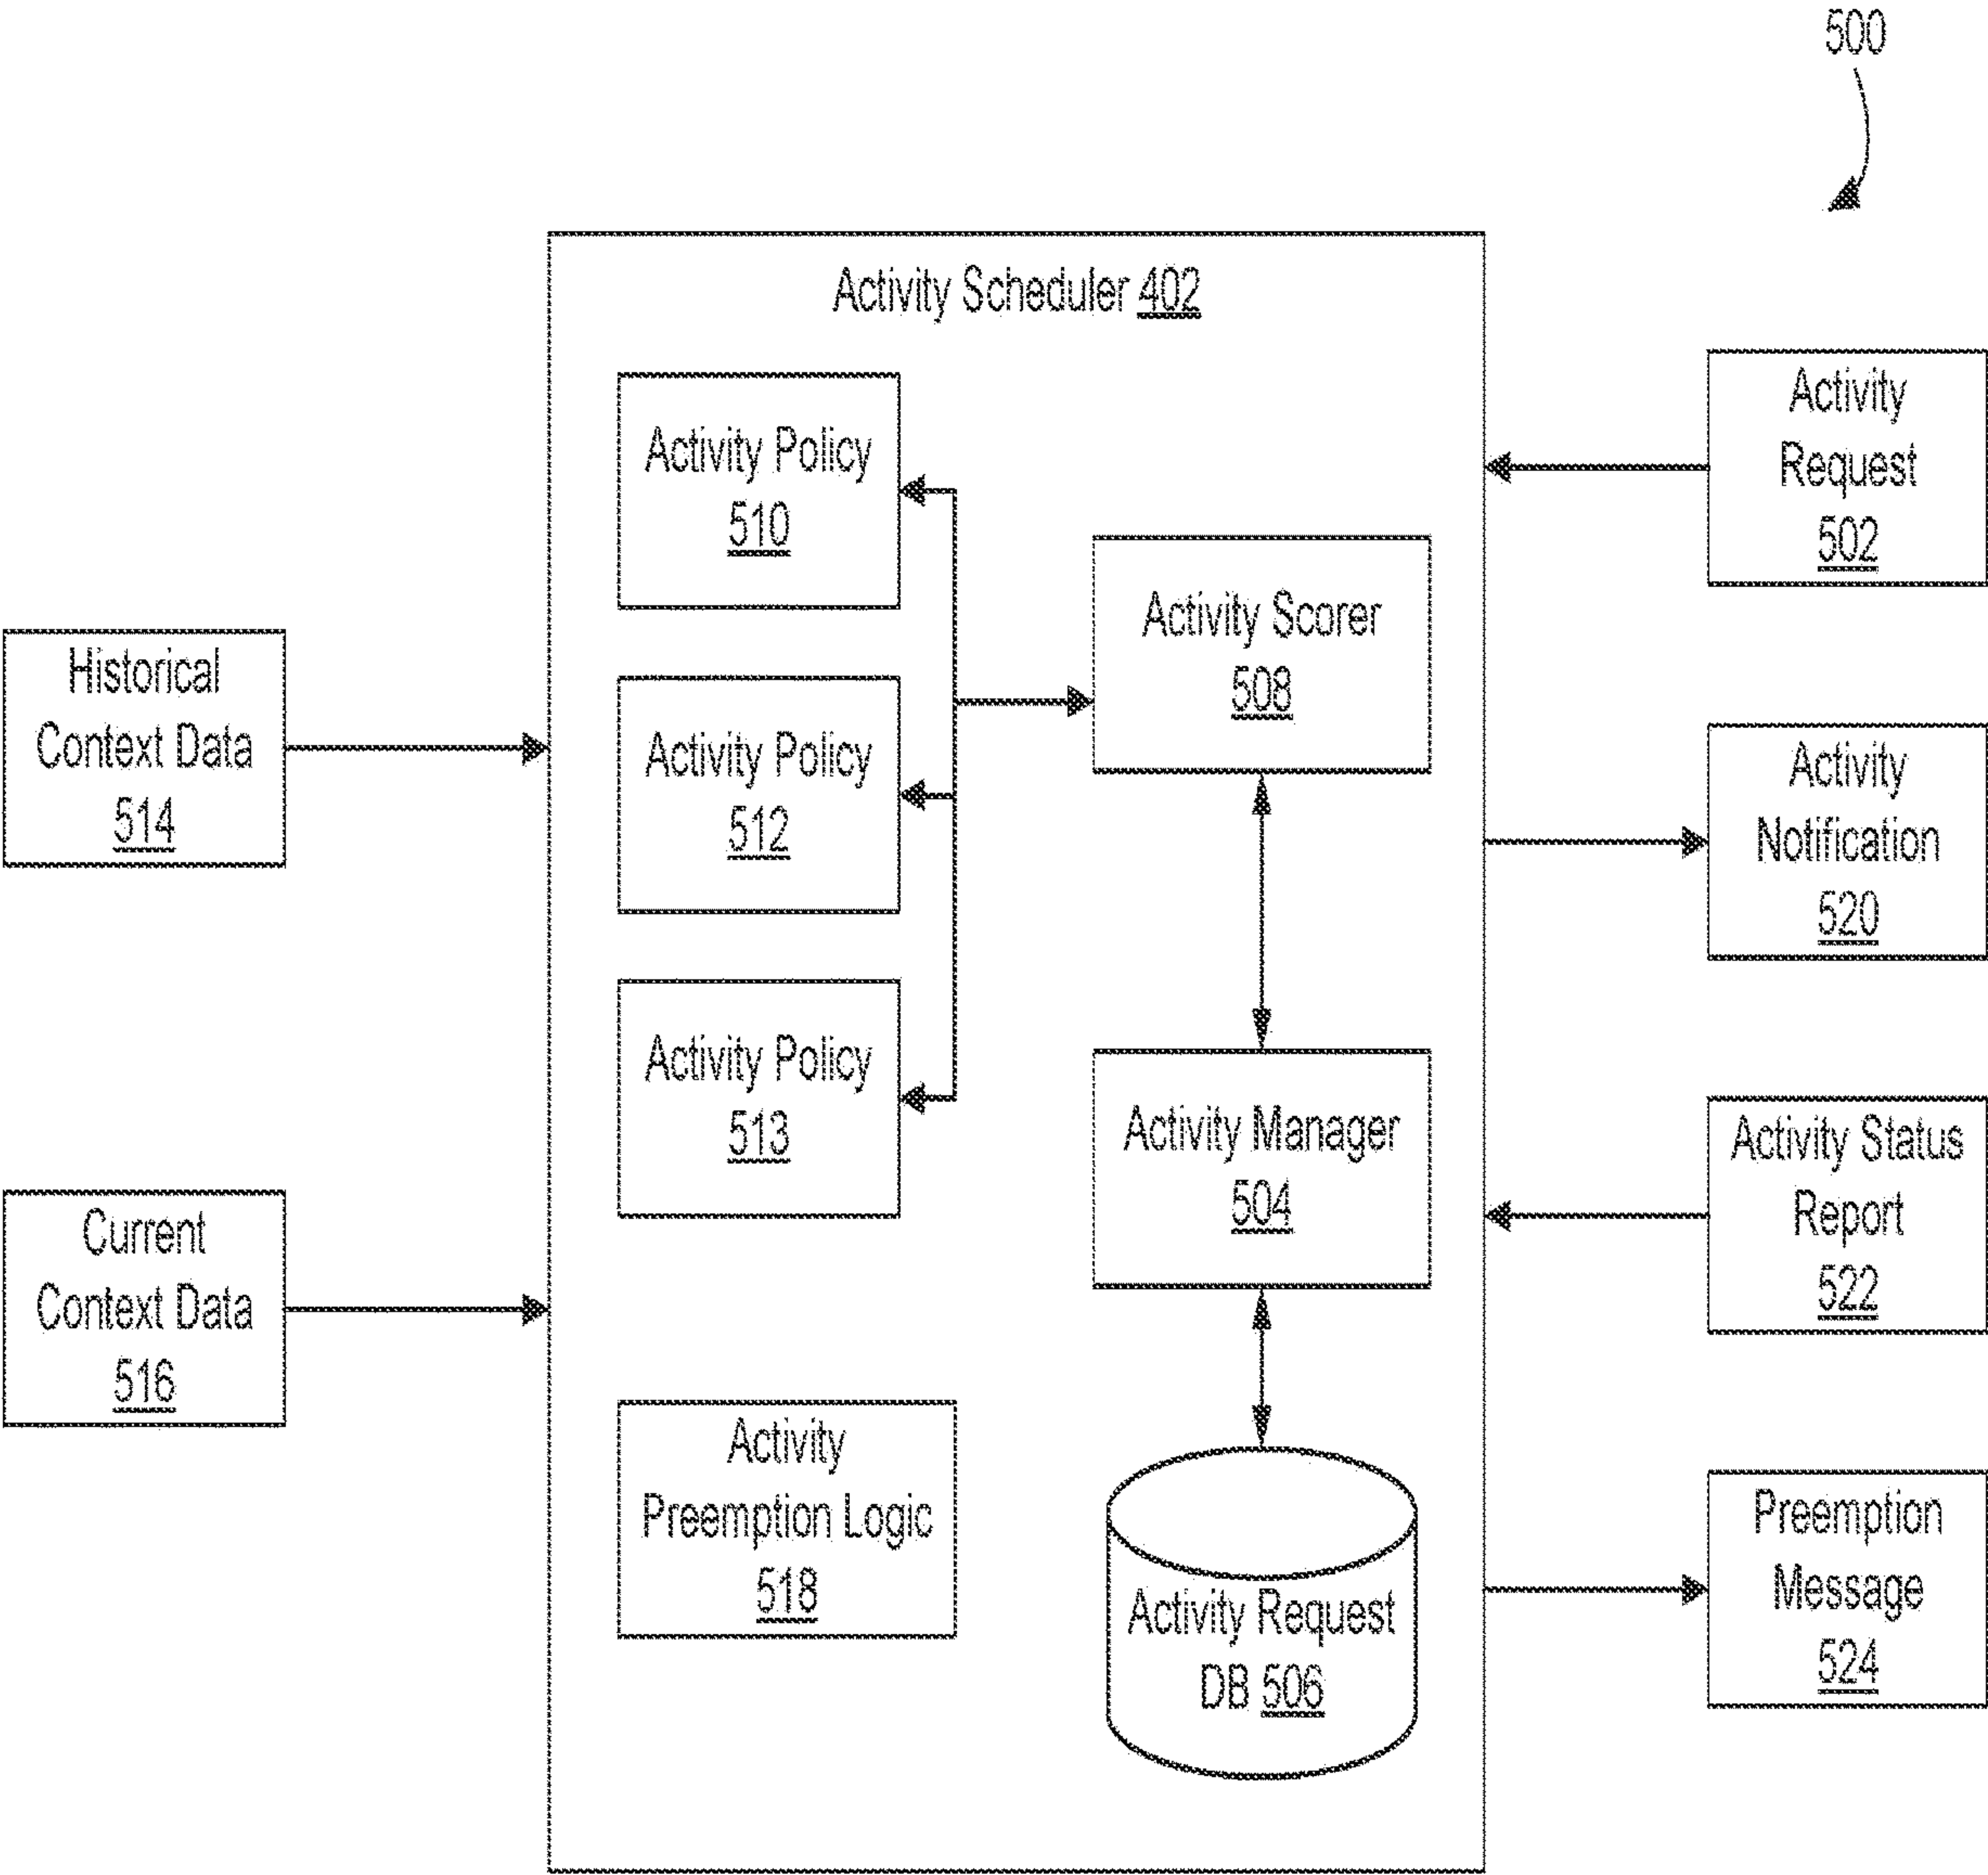 500
Activity Scheduler 402
Activity Policy
510
Activity Policy
512
Activity Policy
513
Activity
Preemption Logic
518
Activity Scorer
508
Activity Manager
504
Activity Request
DB 506
Historical
Context Data
514
Current
Context Data
516
Activity
Request
502
Activity
Notification
520
Activity Status
Report
522
Preemption
Message
524